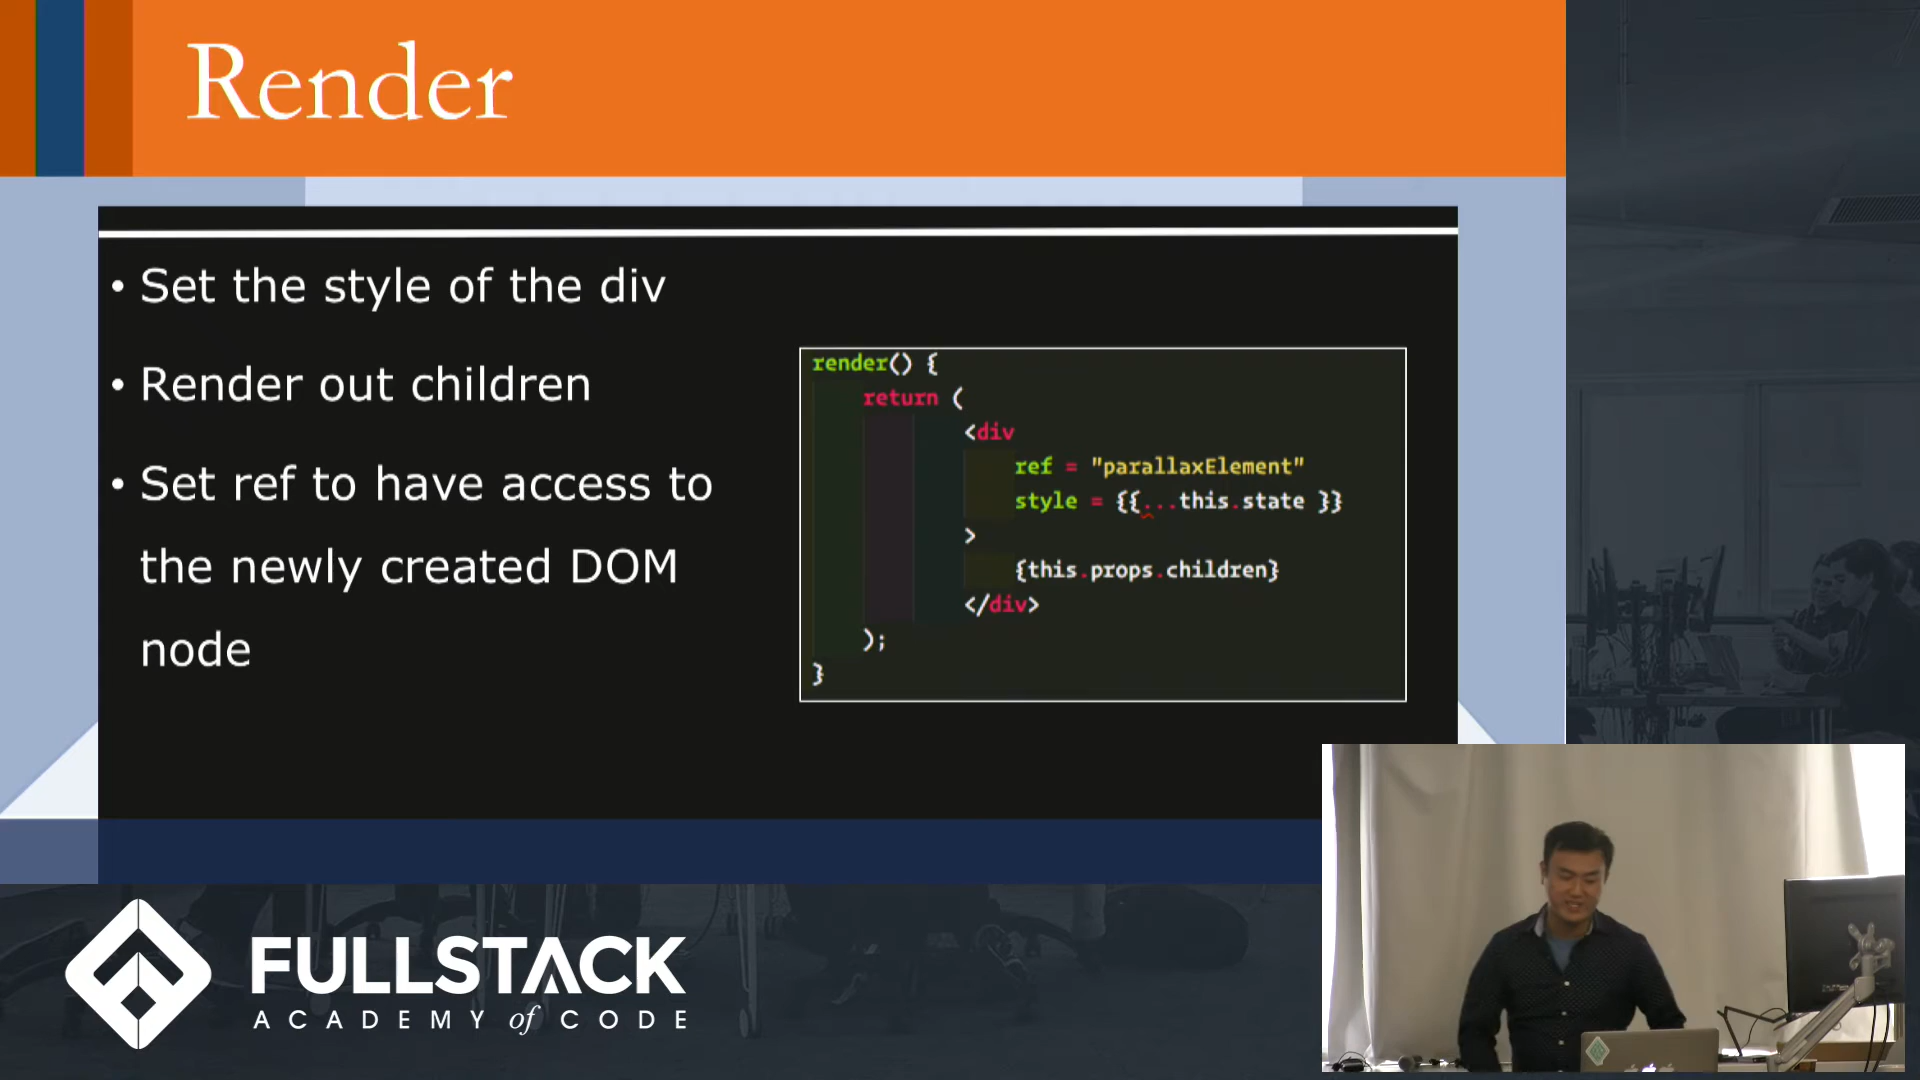 Render
• Set the style of the div
• Render out children
• Set ref to have access to
the newly created DOM
node
render() {
return (
<div
ref = "parallaxElement"
style = {{...this.state }}
>
{this.props.children}
</div>
);
}
FULLSTACK
ACADEMY of CODE